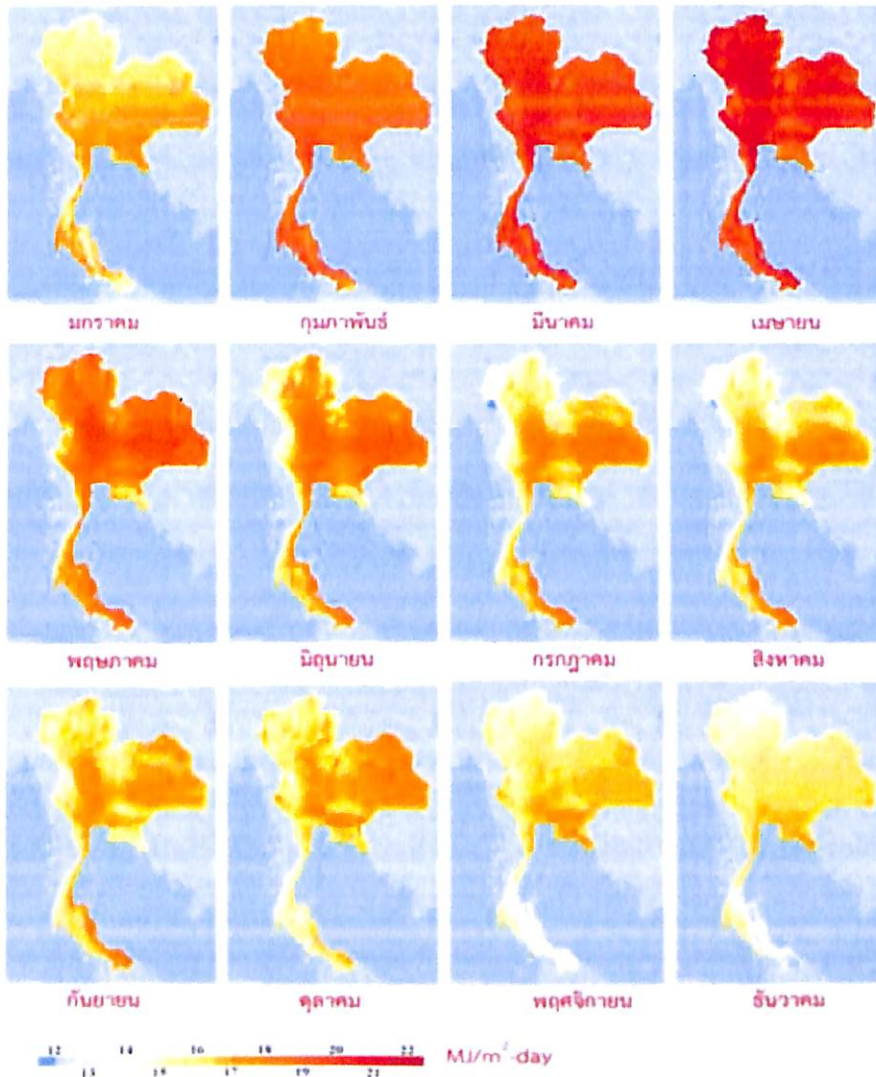 มกราคม กุมภาพันธ์ มีนาคม เมษายน
พฤษภาคม มิถุนายน กรกฎาคม สิงหาคม
กันยายน ตุลาคม พฤศจิกายน ธันวาคม
12 14 16 18 20 22 MJ/m²-day
13 15 17 19 21